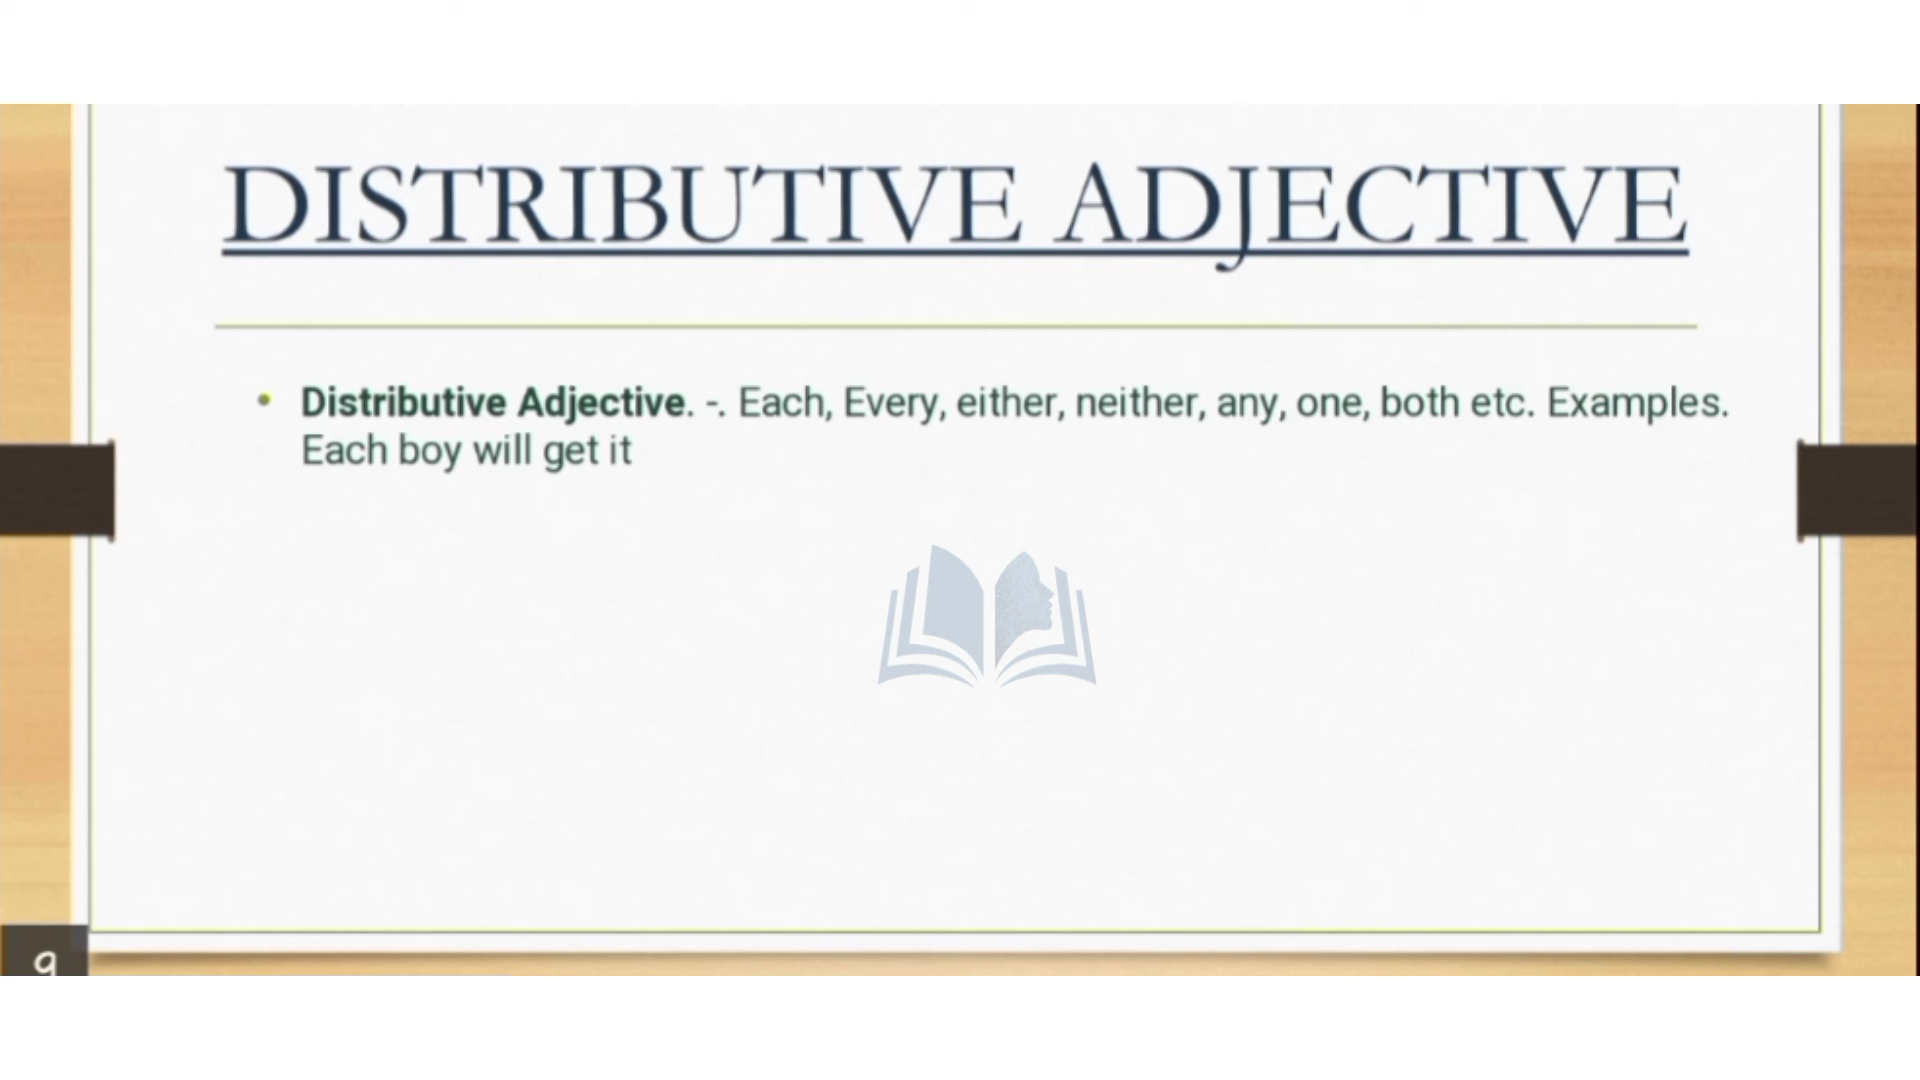 DISTRIBUTIVE ADJECTIVE
• Distributive Adjective. -. Each, Every, either, neither, any, one, both etc. Examples.
Each boy will get it
9